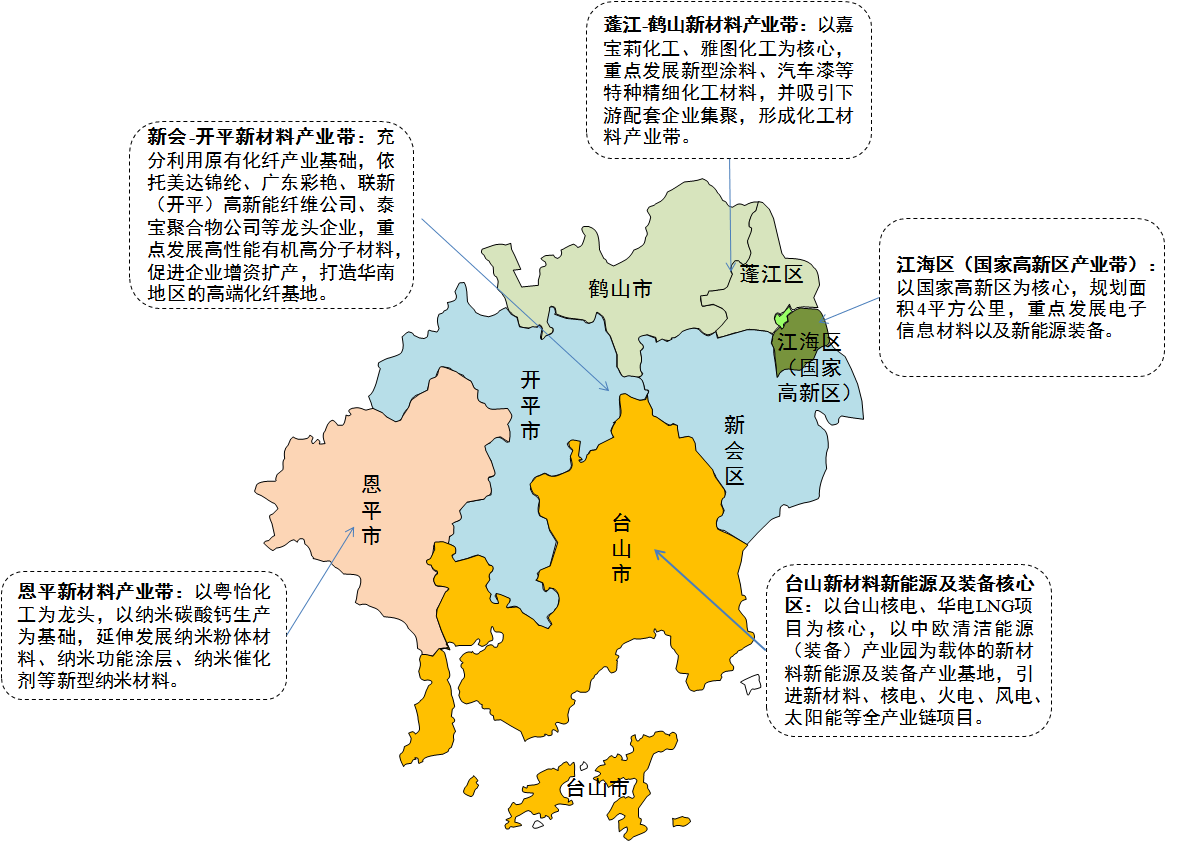 蓬江-鹤山新材料产业带：以嘉
宝莉化工、雅图化工为核心，
重点发展新型涂料、汽车漆等
特种精细化工材料，并吸引下
游配套企业集聚，形成化工材
料产业带。
新会-开平新材料产业带：充
分利用原有化纤产业基础，依
托美达锦纶、广东彩艳、联新
（开平）高新能纤维公司、泰
宝聚合物公司等龙头企业，重
点发展高性能有机高分子材料，
促进企业增资扩产，打造华南
地区的高端化纤基地。
江海区（国家高新区产业带）：
以国家高新区为核心，规划面
积4平方公里，重点发展电子
信息材料以及新能源装备。
鹤山市
蓬江区
江海区
（国家
高新区）
开平市
新会区
恩平市
台山市
恩平新材料产业带：以粤怡化
工为龙头，以纳米碳酸钙生产
为基础，延伸发展纳米粉体材
料、纳米功能涂层、纳米催化
剂等新型纳米材料。
台山新材料新能源及装备核心
区：以台山核电、华电LNG项
目为核心，以中欧清洁能源
（装备）产业园为载体的新材
料新能源及装备产业基地，引
进新材料、核电、火电、风电、
太阳能等全产业链项目。
台山市